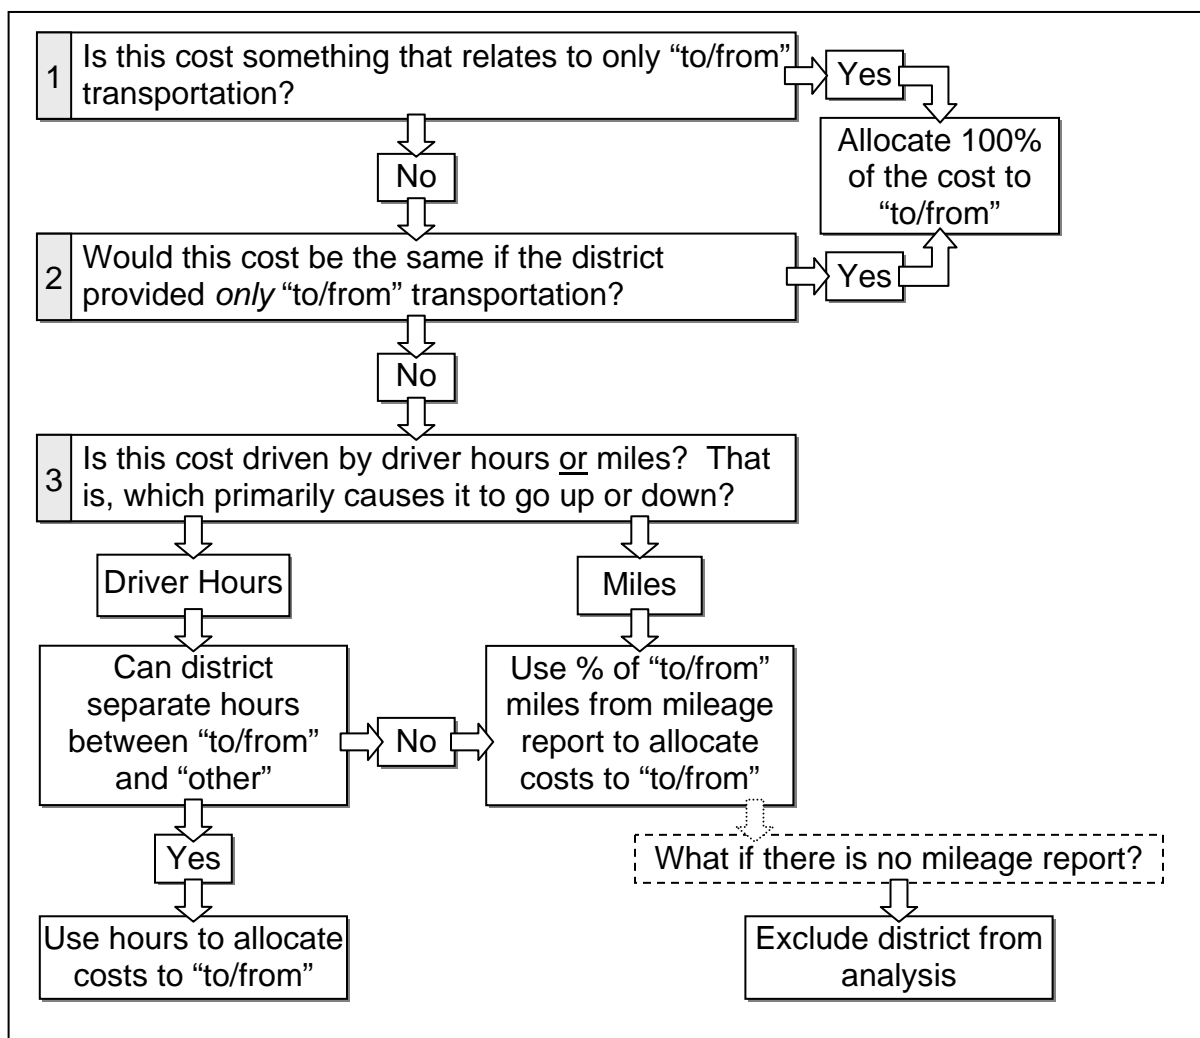 1
Is this cost something that relates to only “to/from”
transportation?
Yes
Allocate 100%
of the cost to
“to/from”
No
2
Would this cost be the same if the district
provided only “to/from” transportation?
Yes
No
3
Is this cost driven by driver hours or miles?  That
is, which primarily causes it to go up or down?
Driver Hours
Miles
Can district
separate hours
between “to/from”
and “other”
No
Use % of “to/from”
miles from mileage
report to allocate
costs to “to/from”
Yes
What if there is no mileage report?
Use hours to allocate
costs to “to/from”
Exclude district from
analysis